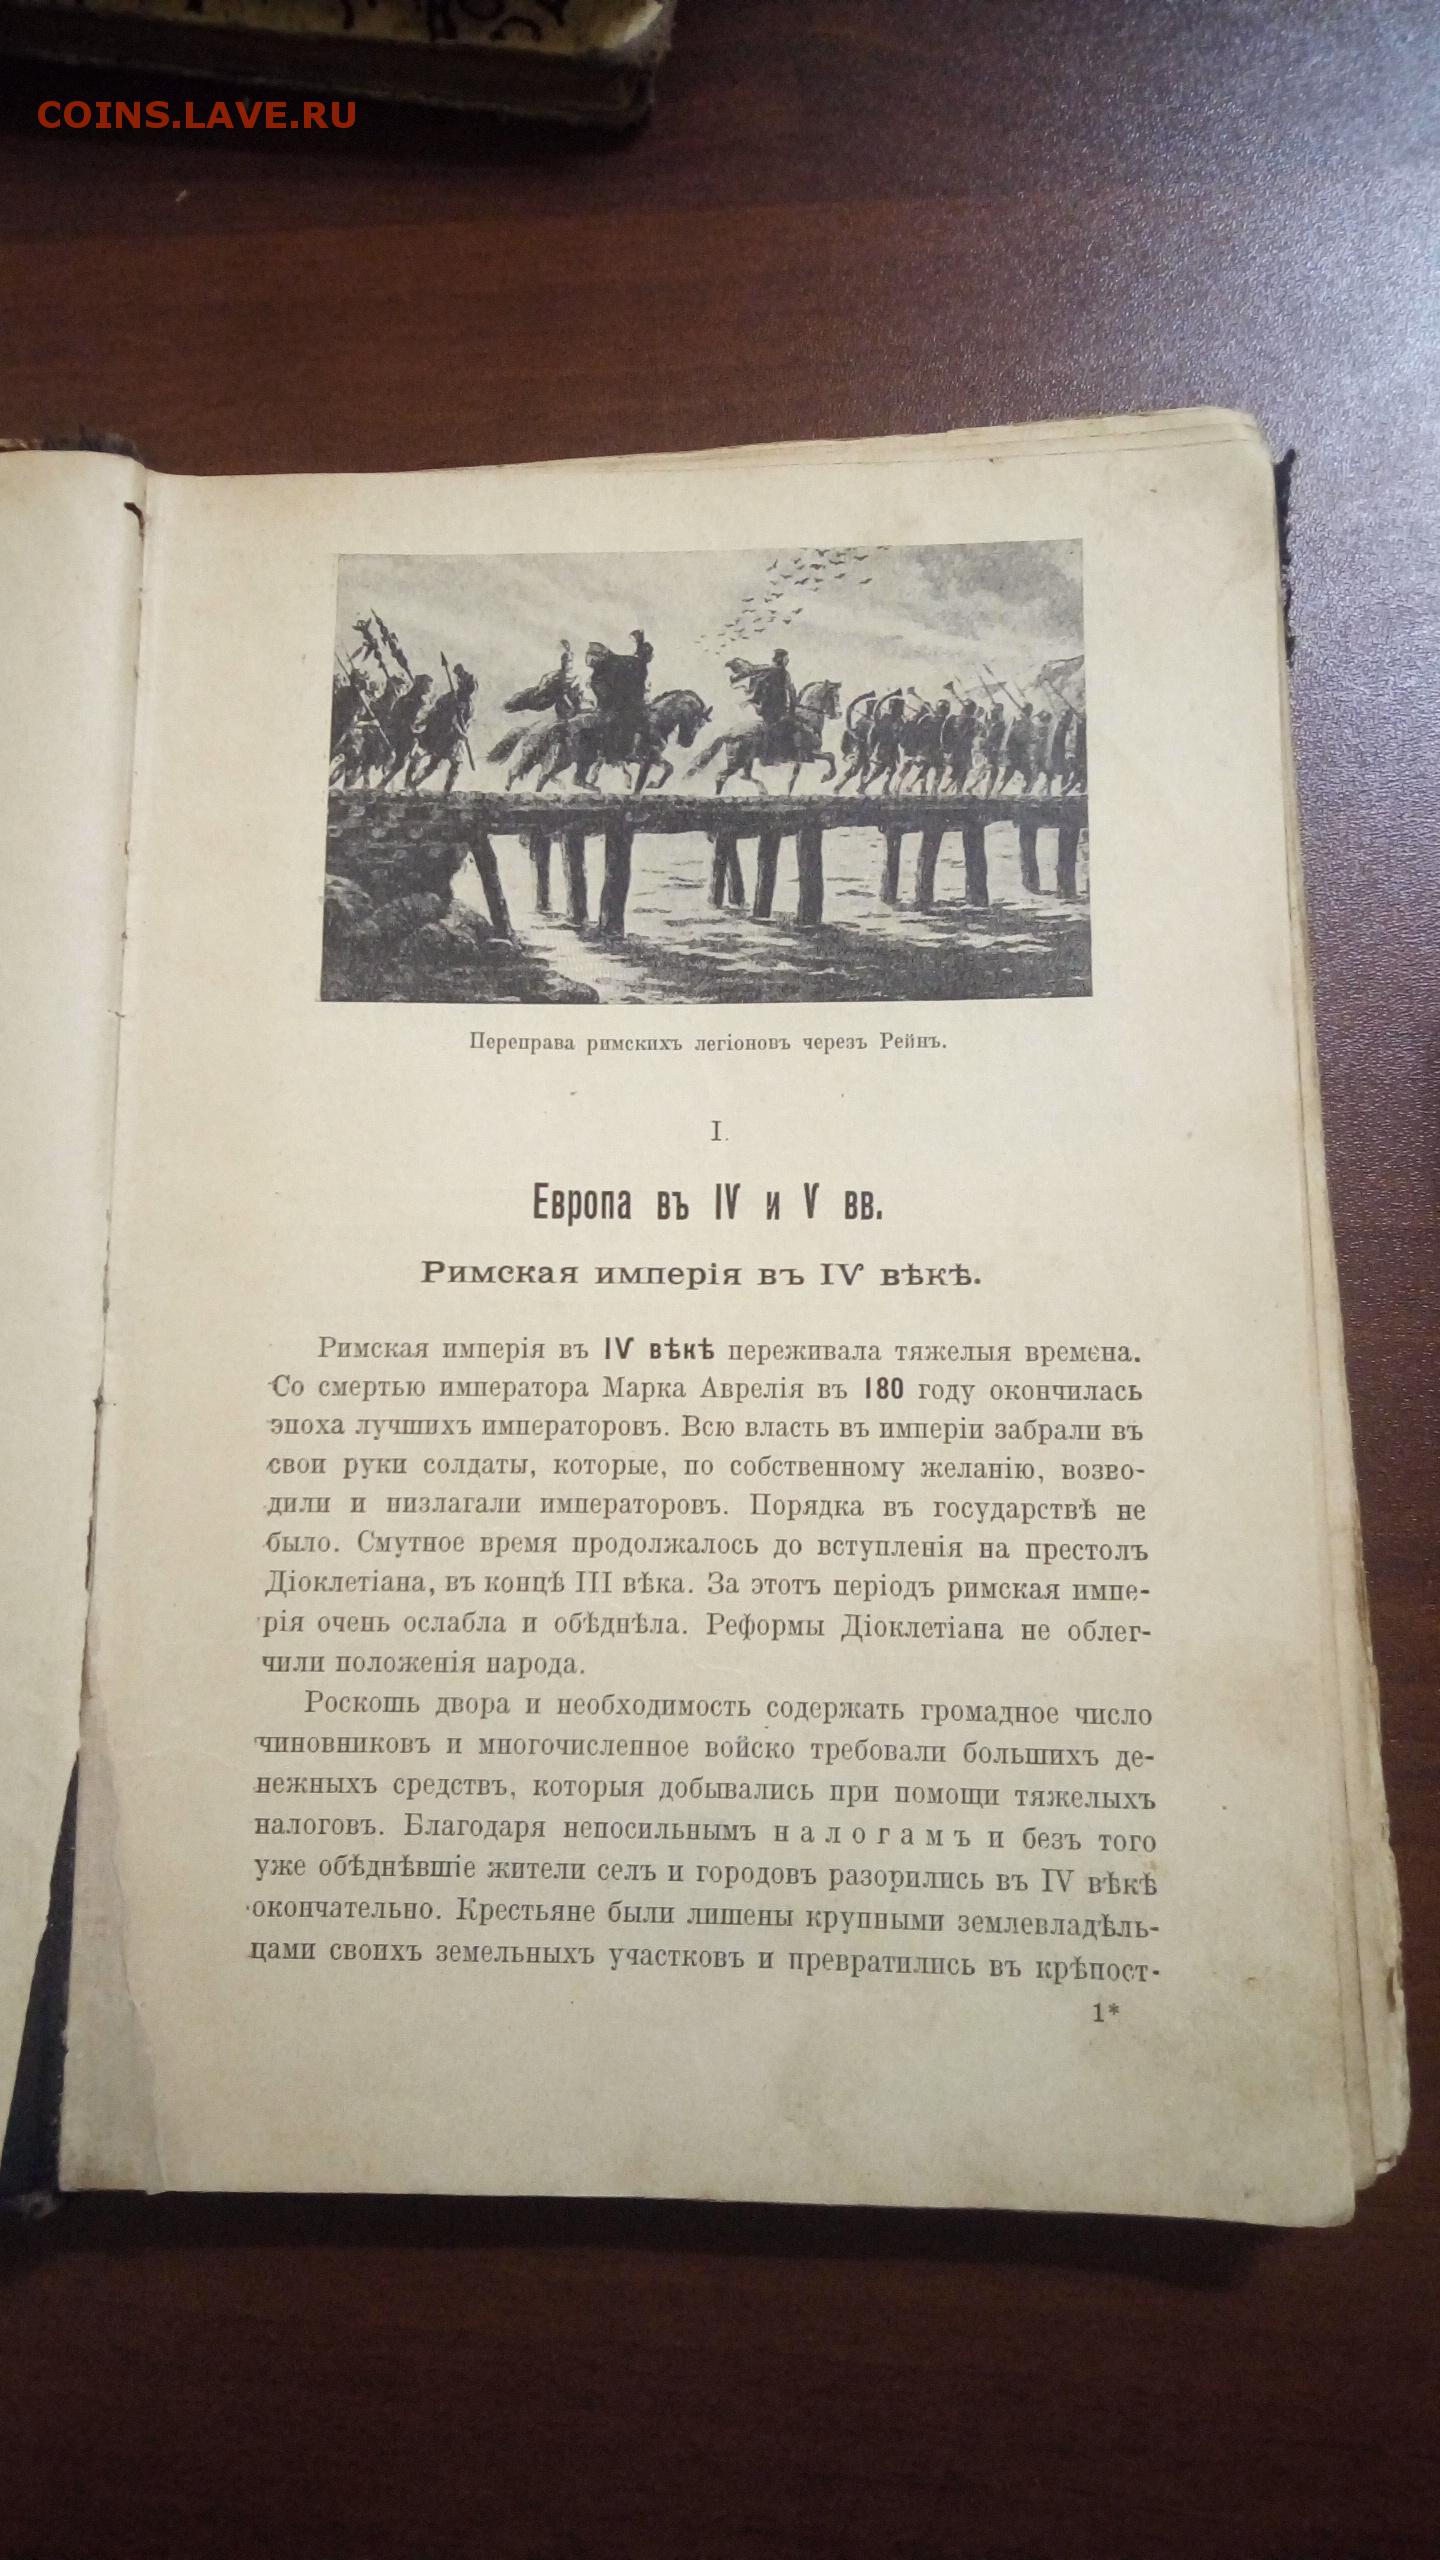 COINS.LAVE.RU
Переправа римскихъ легіоновъ черезъ Рейнъ.
I.
Европа въ IV и V вв.
Римская имперія въ IV вѣкѣ.
Римская имперія въ IV вѣкѣ переживала тяжелыя времена.
Со смертью императора Марка Аврелія въ 180 году окончилась
эпоха лучшихъ императоровъ. Всю власть въ имперіи забрали въ
свои руки солдаты, которые, по собственному желанію, возво-
дили и низлагали императоровъ. Порядка въ государствѣ не
было. Смутное время продолжалось до вступленія на престолъ
Діоклетіана, въ концѣ III вѣка. За этотъ періодъ римская импе-
рія очень ослабла и обѣднѣла. Реформы Діоклетіана не облег-
чили положенія народа.
Роскошь двора и необходимость содержать громадное число
чиновниковъ и многочисленное войско требовали большихъ де-
нежныхъ средствъ, которыя добывались при помощи тяжелыхъ
налоговъ. Благодаря непосильнымъ налогамъ и безъ того
уже обѣднѣвшіе жители селъ и городовъ разорились въ IV вѣкѣ
окончательно. Крестьяне были лишены крупными землевладѣль-
цами своихъ земельныхъ участковъ и превратились въ крѣпост-
1*